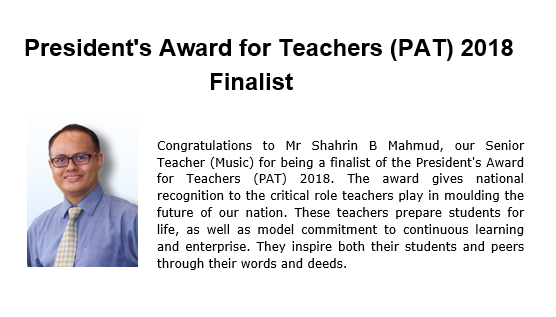 President's Award for Teachers (PAT) 2018
Finalist
Congratulations to Mr Shahrin B Mahmud, our Senior
Teacher (Music) for being a finalist of the President's Award
for Teachers (PAT) 2018. The award gives national
recognition to the critical role teachers play in moulding the
future of our nation. These teachers prepare students for
life, as well as model commitment to continuous learning
and enterprise. They inspire both their students and peers
through their words and deeds.